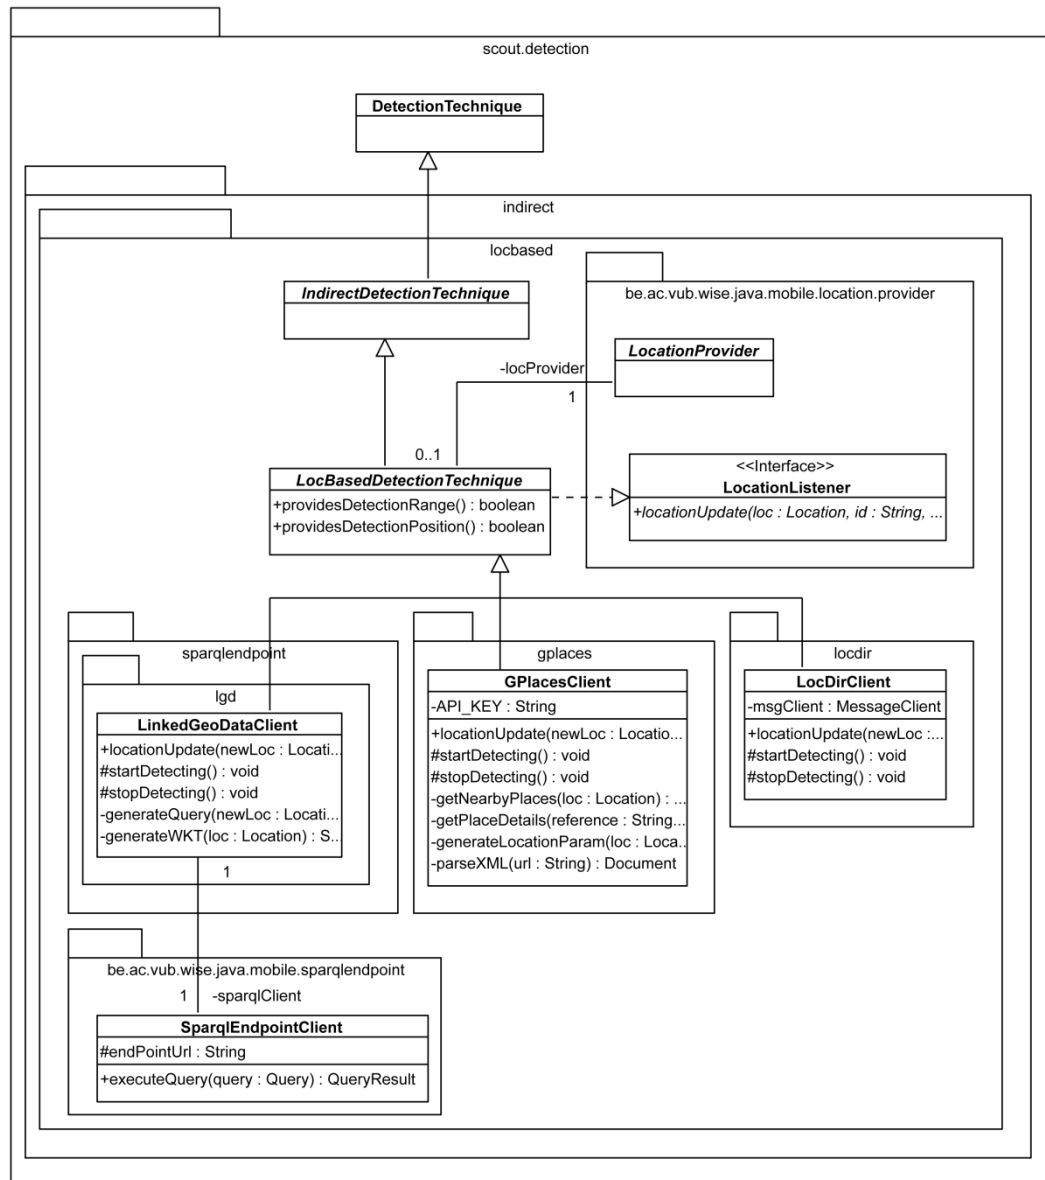 scout.detection
DetectionTechnique
indirect
locbased
IndirectDetectionTechnique
be.ac.vub.wise.java.mobile.location.provider
LocationProvider
-locProvider
1
0..1
LocBasedDetectionTechnique
+providesDetectionRange() : boolean
+providesDetectionPosition() : boolean
<<Interface>>
LocationListener
+locationUpdate(loc : Location, id : String, ...
sparqlendpoint
lgd
LinkedGeoDataClient
+locationUpdate(newLoc : Locati...
#startDetecting() : void
#stopDetecting() : void
-generateQuery(newLoc : Locati...
-generateWKT(loc : Location) : S...
1
gplaces
GPlacesClient
-API_KEY : String
+locationUpdate(newLoc : Locatio...
#startDetecting() : void
#stopDetecting() : void
-getNearbyPlaces(loc : Location) : ...
-getPlaceDetails(reference : String...
-generateLocationParam(loc : Loca...
-parseXML(url : String) : Document
locdir
LocDirClient
-msgClient : MessageClient
+locationUpdate(newLoc :...
#startDetecting() : void
#stopDetecting() : void
be.ac.vub.wise.java.mobile.sparqlendpoint
1 -sparqlClient
SparqlEndpointClient
#endPointUrl : String
+executeQuery(query : Query) : QueryResult